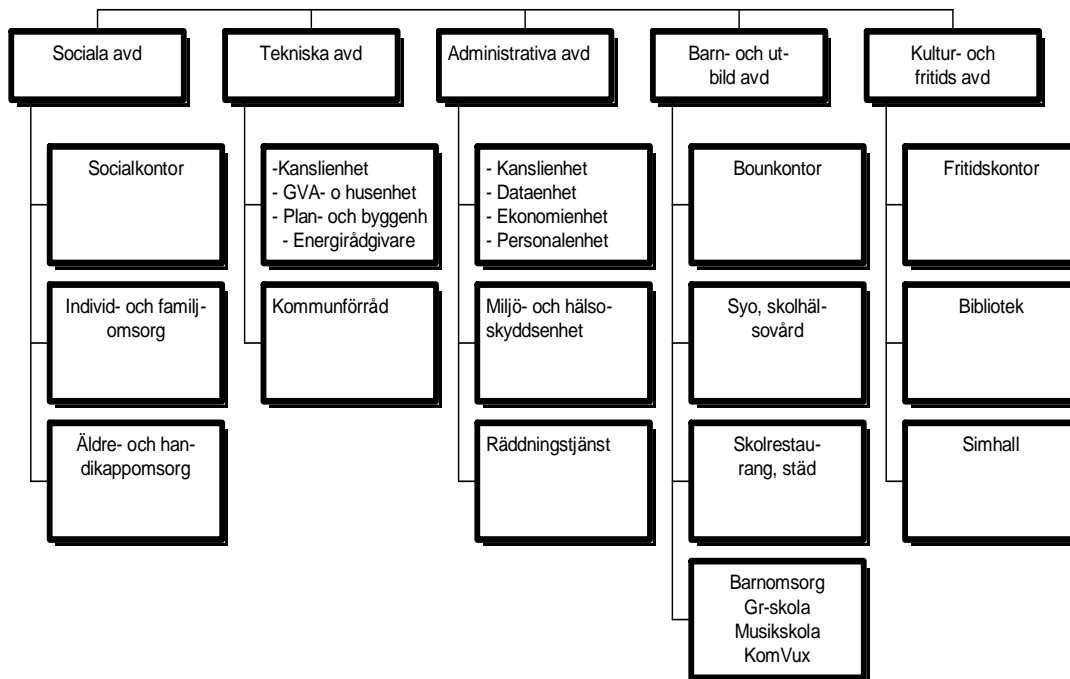 Sociala avd
Tekniska avd
Administrativa avd
Barn- och ut-
bild avd
Kultur- och
fritids avd
Socialkontor
-Kanslienhet
- GVA- o husenhet
- Plan- och byggenh
- Energirådgivare
- Kanslienhet
- Dataenhet
- Ekonomienhet
- Personalenhet
Bounkontor
Fritidskontor
Individ- och familj-
omsorg
Kommunförråd
Miljö- och hälso-
skyddsenhet
Syo, skolhäl-
sovård
Bibliotek
Äldre- och han-
dikappomsorg
Räddningstjänst
Skolrestau-
rang, städ
Simhall
Barnomsorg
Gr-skola
Musikskola
KomVux